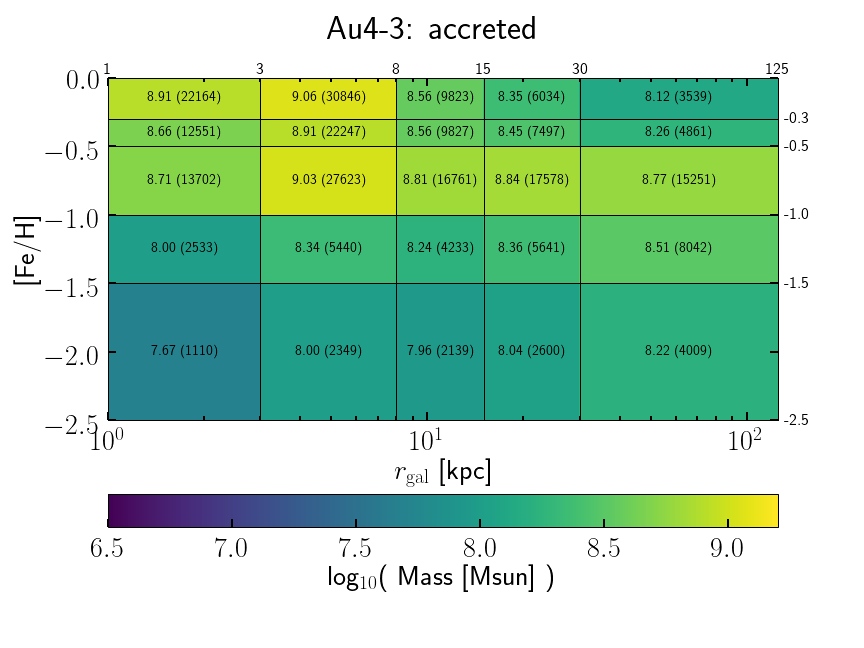 Au4-3: accreted
1 3 8 15 30 125
0.0 8.91 (22164) 9.06 (30846) 8.56 (9823) 8.35 (6034) 8.12 (3539)
-0.3
8.66 (12551) 8.91 (22247) 8.56 (9827) 8.45 (7497) 8.26 (4861)
−0.5 -0.5
8.71 (13702) 9.03 (27623) 8.81 (16761) 8.84 (17578) 8.77 (15251)
−1.0 -1.0
[Fe/H]
8.00 (2533) 8.34 (5440) 8.24 (4233) 8.36 (5641) 8.51 (8042)
−1.5 -1.5
−2.0 7.67 (1110) 8.00 (2349) 7.96 (2139) 8.04 (2600) 8.22 (4009)
−2.5 -2.5
10⁰ 10¹ 10²
r_gal [kpc]
6.5 7.0 7.5 8.0 8.5 9.0
log₁₀( Mass [Msun] )